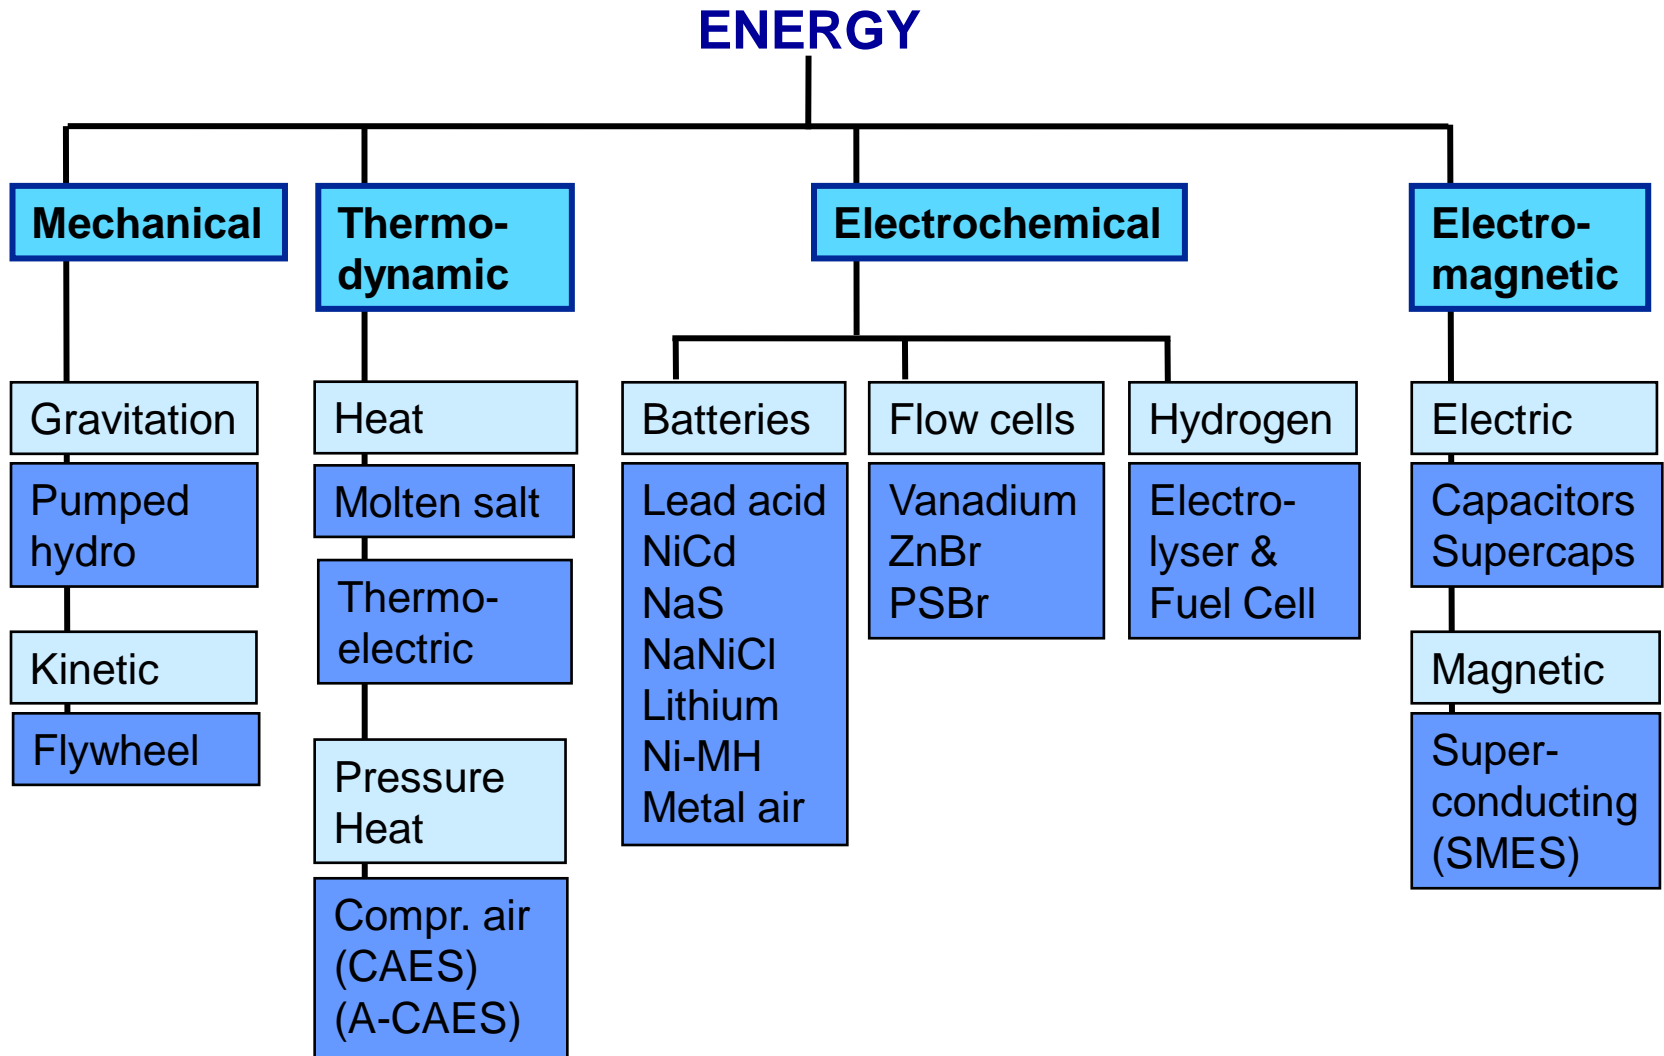 ENERGY
Mechanical
Gravitation
Pumped
hydro
Kinetic
Flywheel
Thermo-
dynamic
Heat
Molten salt
Thermo-
electric
Pressure
Heat
Compr. air
(CAES)
(A-CAES)
Electrochemical
Batteries
Lead acid
NiCd
NaS
NaNiCl
Lithium
Ni-MH
Metal air
Flow cells
Vanadium
ZnBr
PSBr
Hydrogen
Electro-
lyser &
Fuel Cell
Electro-
magnetic
Electric
Capacitors
Supercaps
Magnetic
Super-
conducting
(SMES)